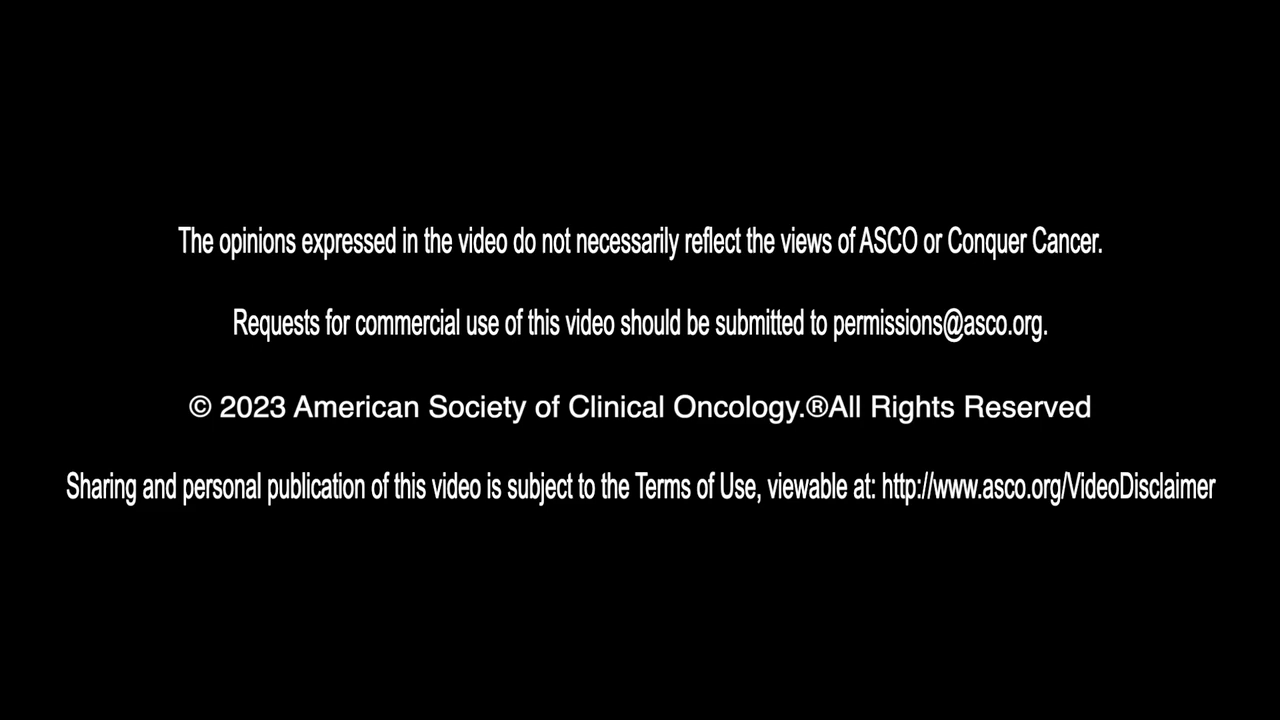 The opinions expressed in the video do not necessarily reflect the views of ASCO or Conquer Cancer.
Requests for commercial use of this video should be submitted to permissions@asco.org.
© 2023 American Society of Clinical Oncology.®All Rights Reserved
Sharing and personal publication of this video is subject to the Terms of Use, viewable at: http://www.asco.org/VideoDisclaimer